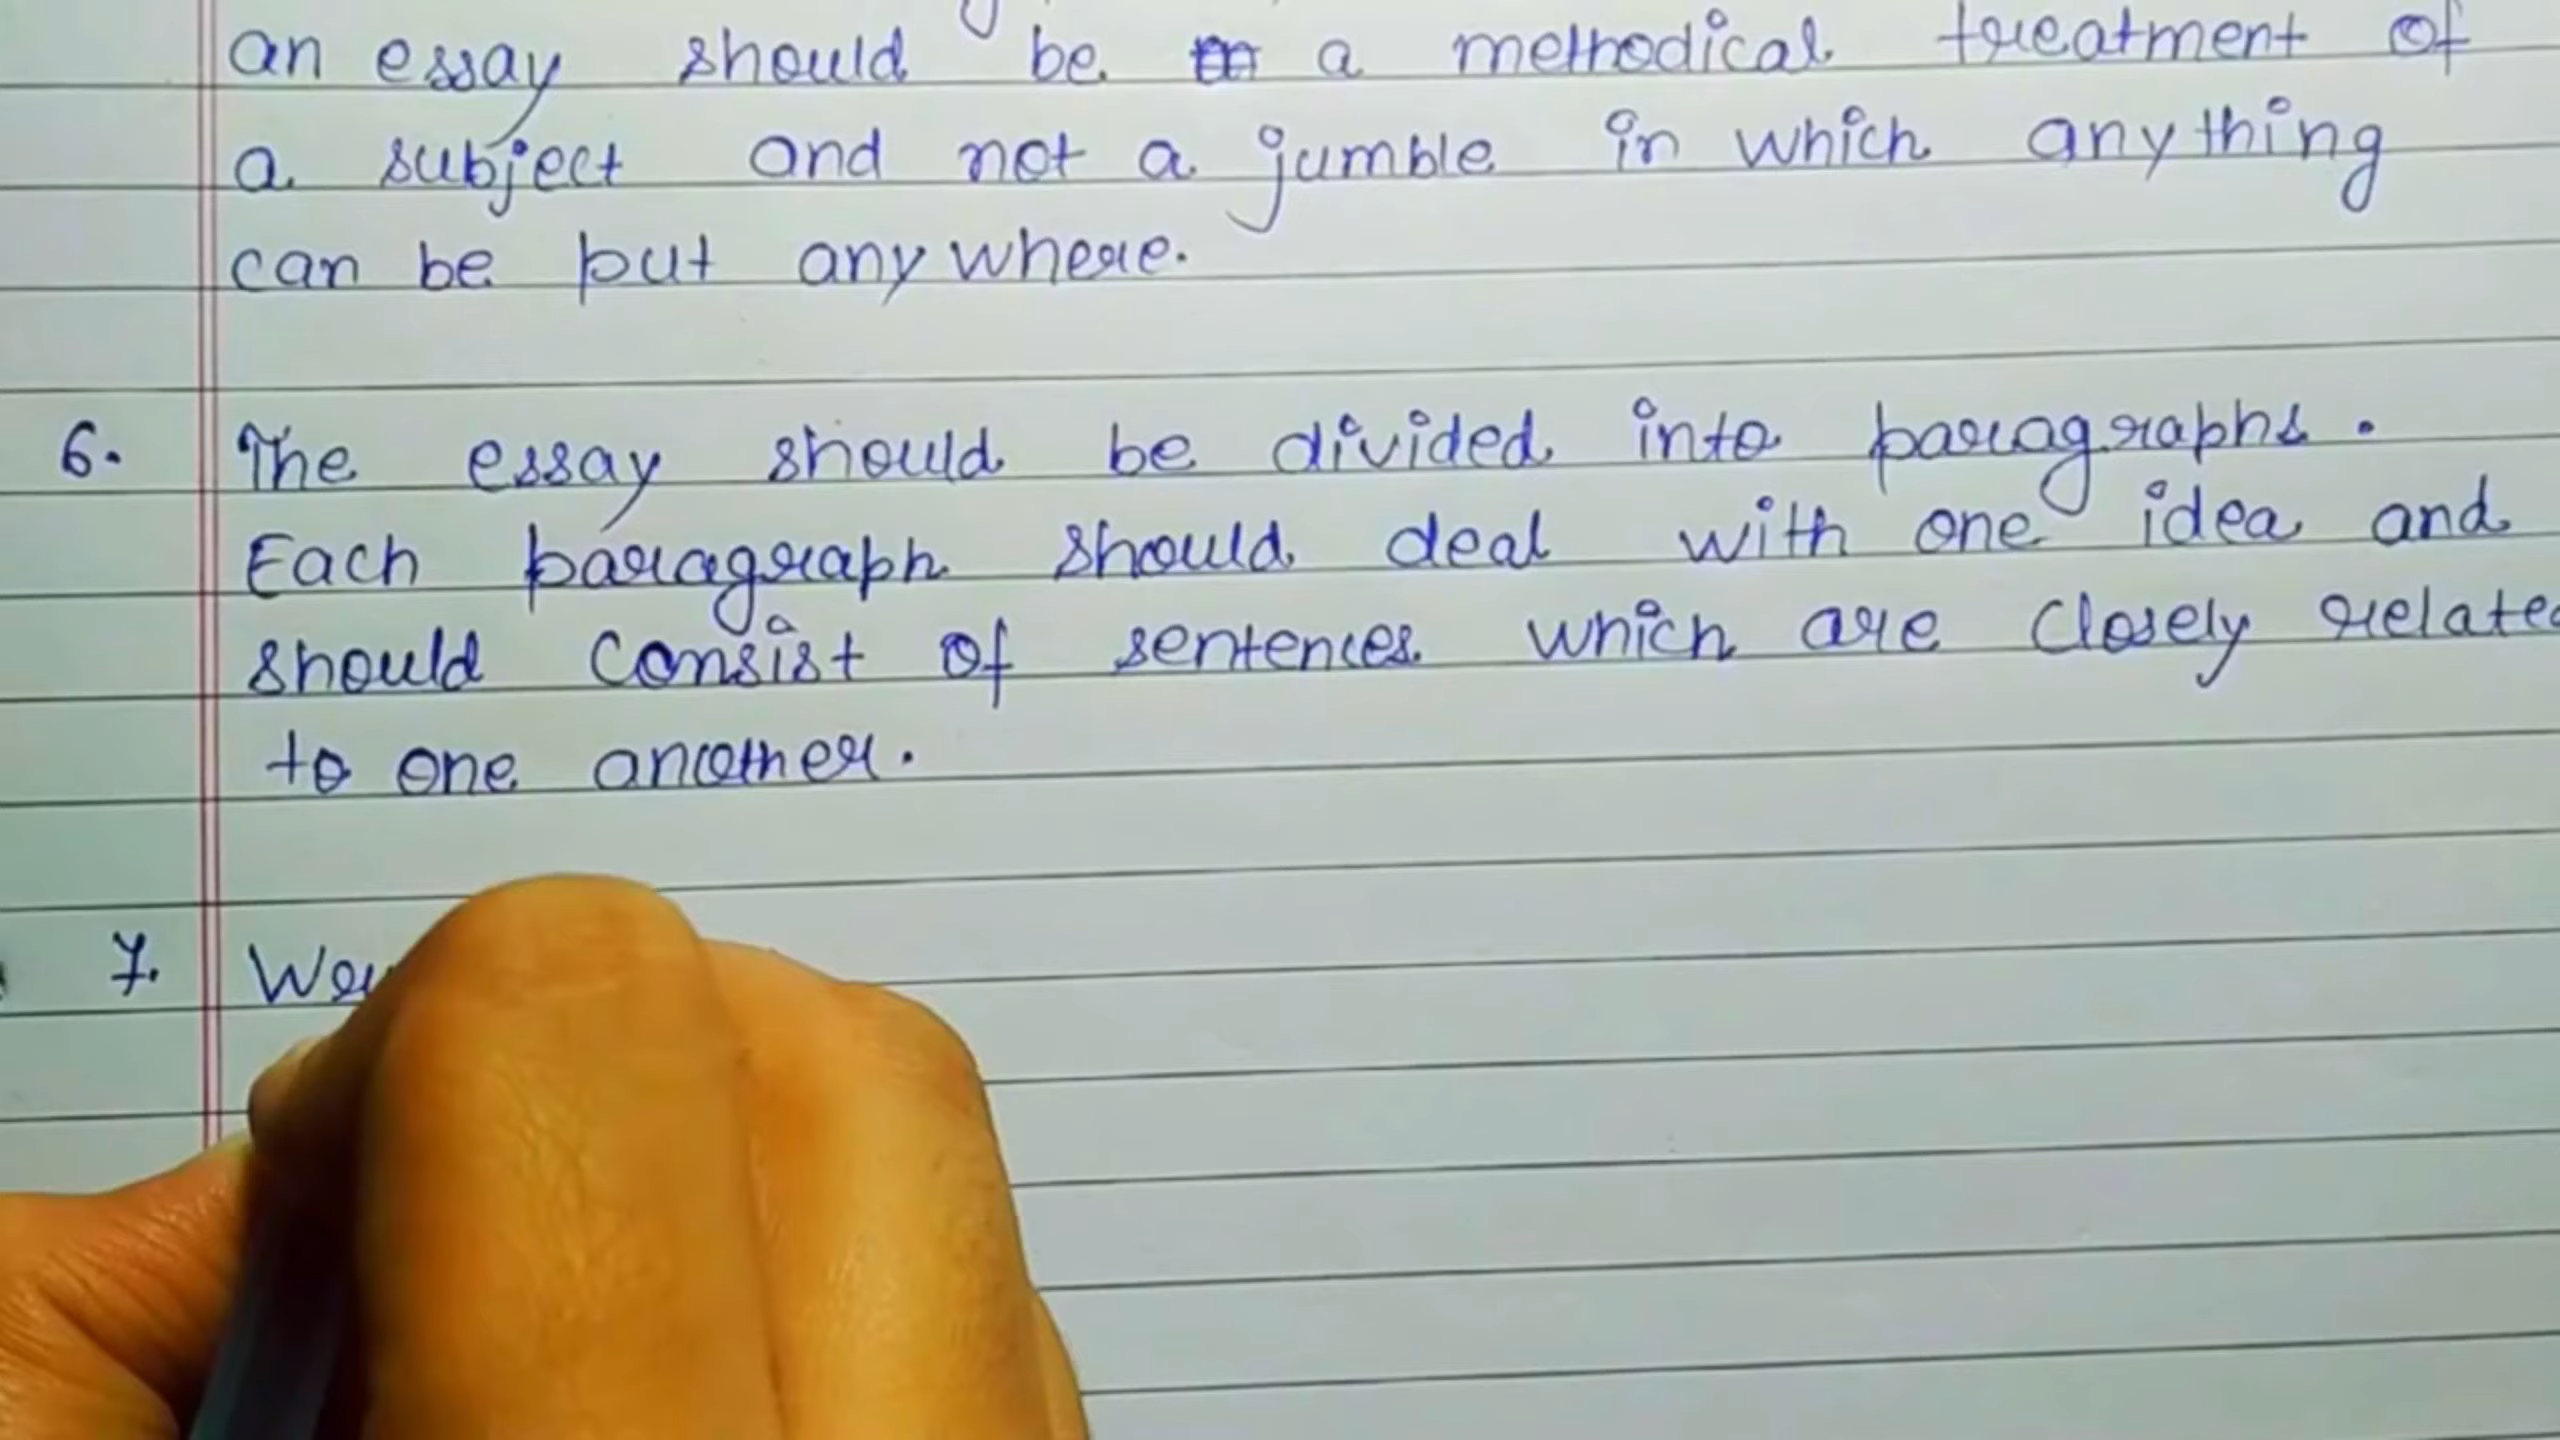 an essay should be a methodical treatment of
a subject and not a jumble in which anything
can be put anywhere.
6. The essay should be divided into paragraphs.
Each paragraph should deal with one idea and
should consist of sentences which are closely related
to one another.
7.